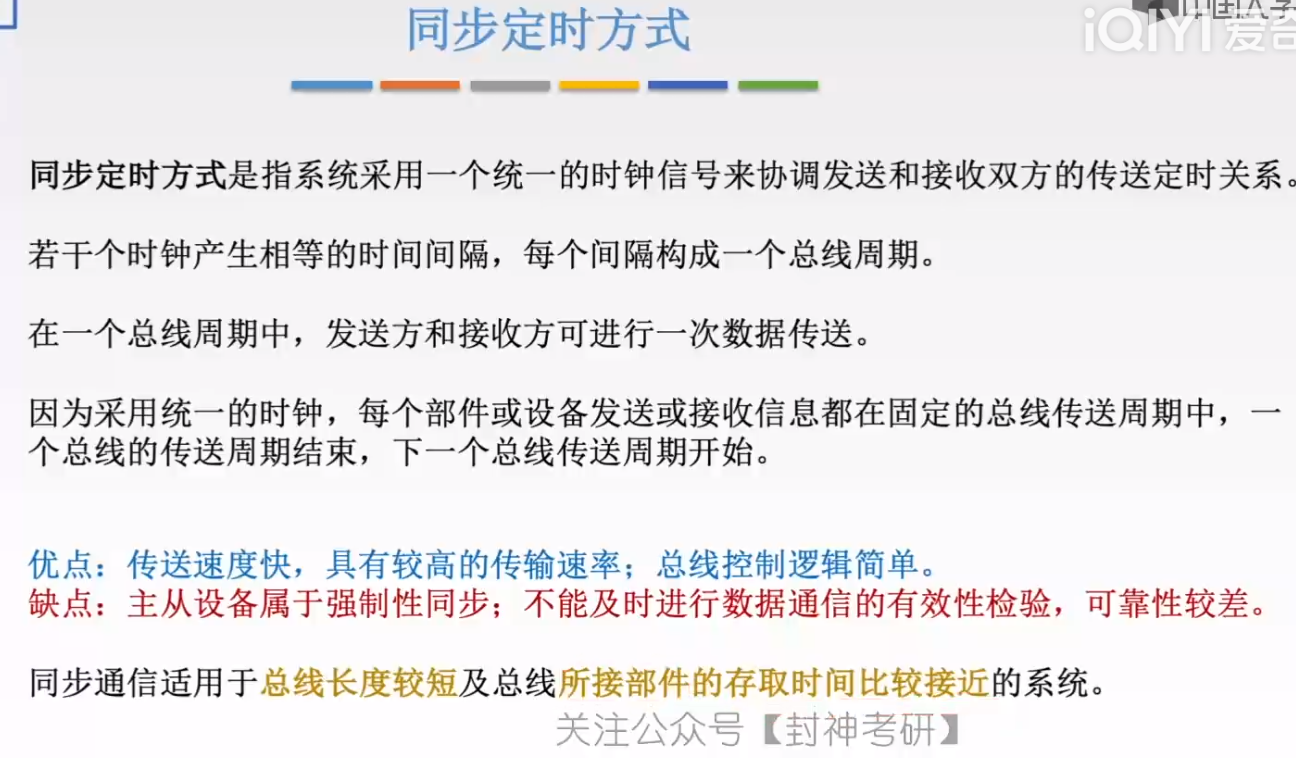 同步定时方式
iQIYI 爱奇
同步定时方式是指系统采用一个统一的时钟信号来协调发送和接收双方的传送定时关系。
若干个时钟产生相等的时间间隔，每个间隔构成一个总线周期。
在一个总线周期中，发送方和接收方可进行一次数据传送。
因为采用统一的时钟，每个部件或设备发送或接收信息都在固定的总线传送周期中，一
个总线的传送周期结束，下一个总线传送周期开始。
优点：传送速度快，具有较高的传输速率；总线控制逻辑简单。
缺点：主从设备属于强制性同步；不能及时进行数据通信的有效性检验，可靠性较差。
同步通信适用于总线长度较短及总线所接部件的存取时间比较接近的系统。
关注公众号【封神考研】